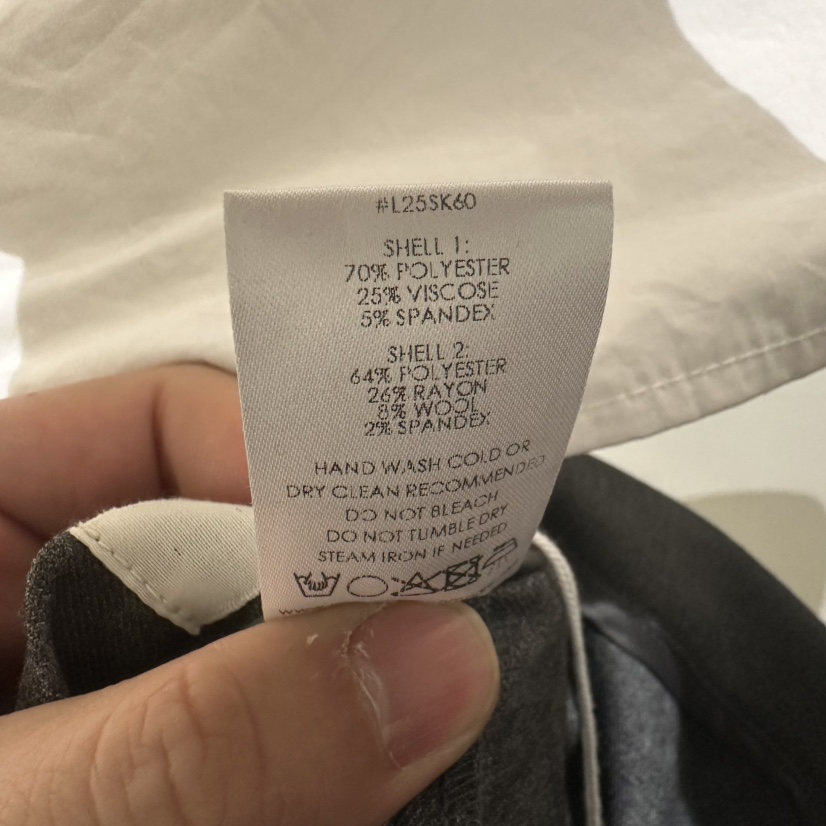 #L25SK60
SHELL 1:
70% POLYESTER
25% VISCOSE
5% SPANDEX
SHELL 2:
64% POLYESTER
26% RAYON
8% WOOL
2% SPANDEX
HAND WASH COLD OR
DRY CLEAN RECOMMENDED
DO NOT BLEACH
DO NOT TUMBLE DRY
STEAM IRON IF NEEDED